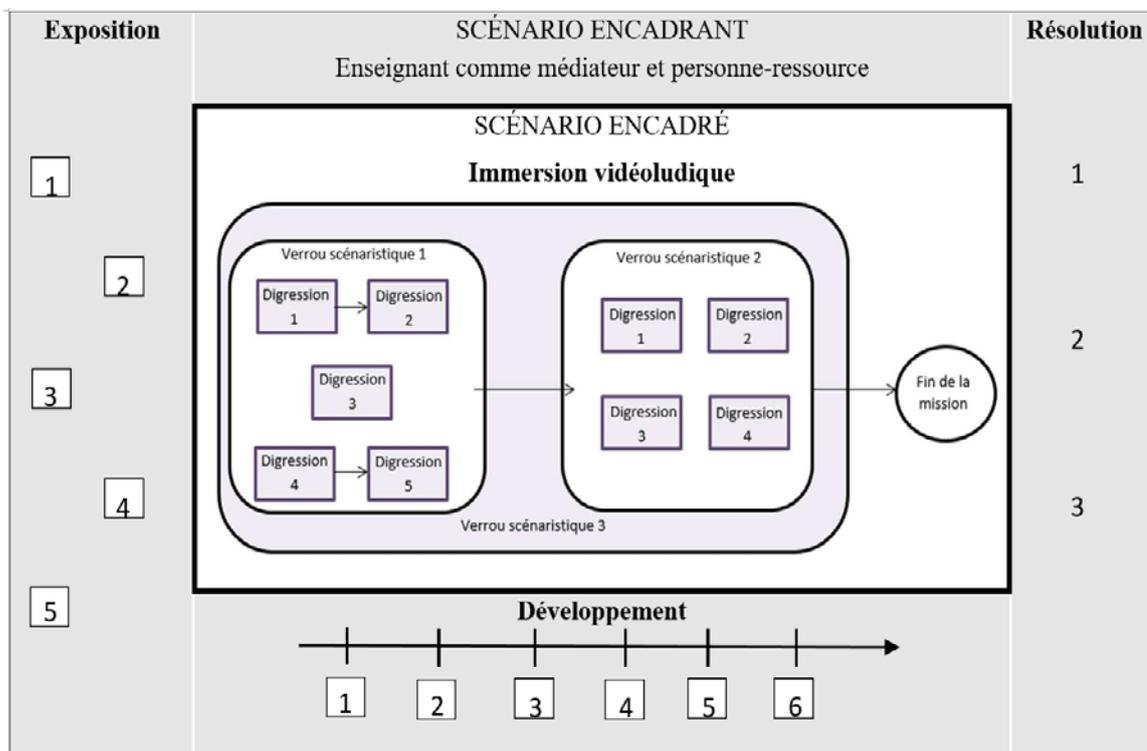 Exposition
SCÉNARIO ENCADRANT
Résolution
Enseignant comme médiateur et personne-ressource
SCÉNARIO ENCADRÉ
Immersion vidéoludique
1
2
3
4
5
Verrou scénaristique 1
Digression
1
Digression
2
Digression
3
Digression
4
Digression
5
Verrou scénaristique 2
Digression
1
Digression
2
Digression
3
Digression
4
Verrou scénaristique 3
Fin de la
mission
1
2
3
Développement
1
2
3
4
5
6